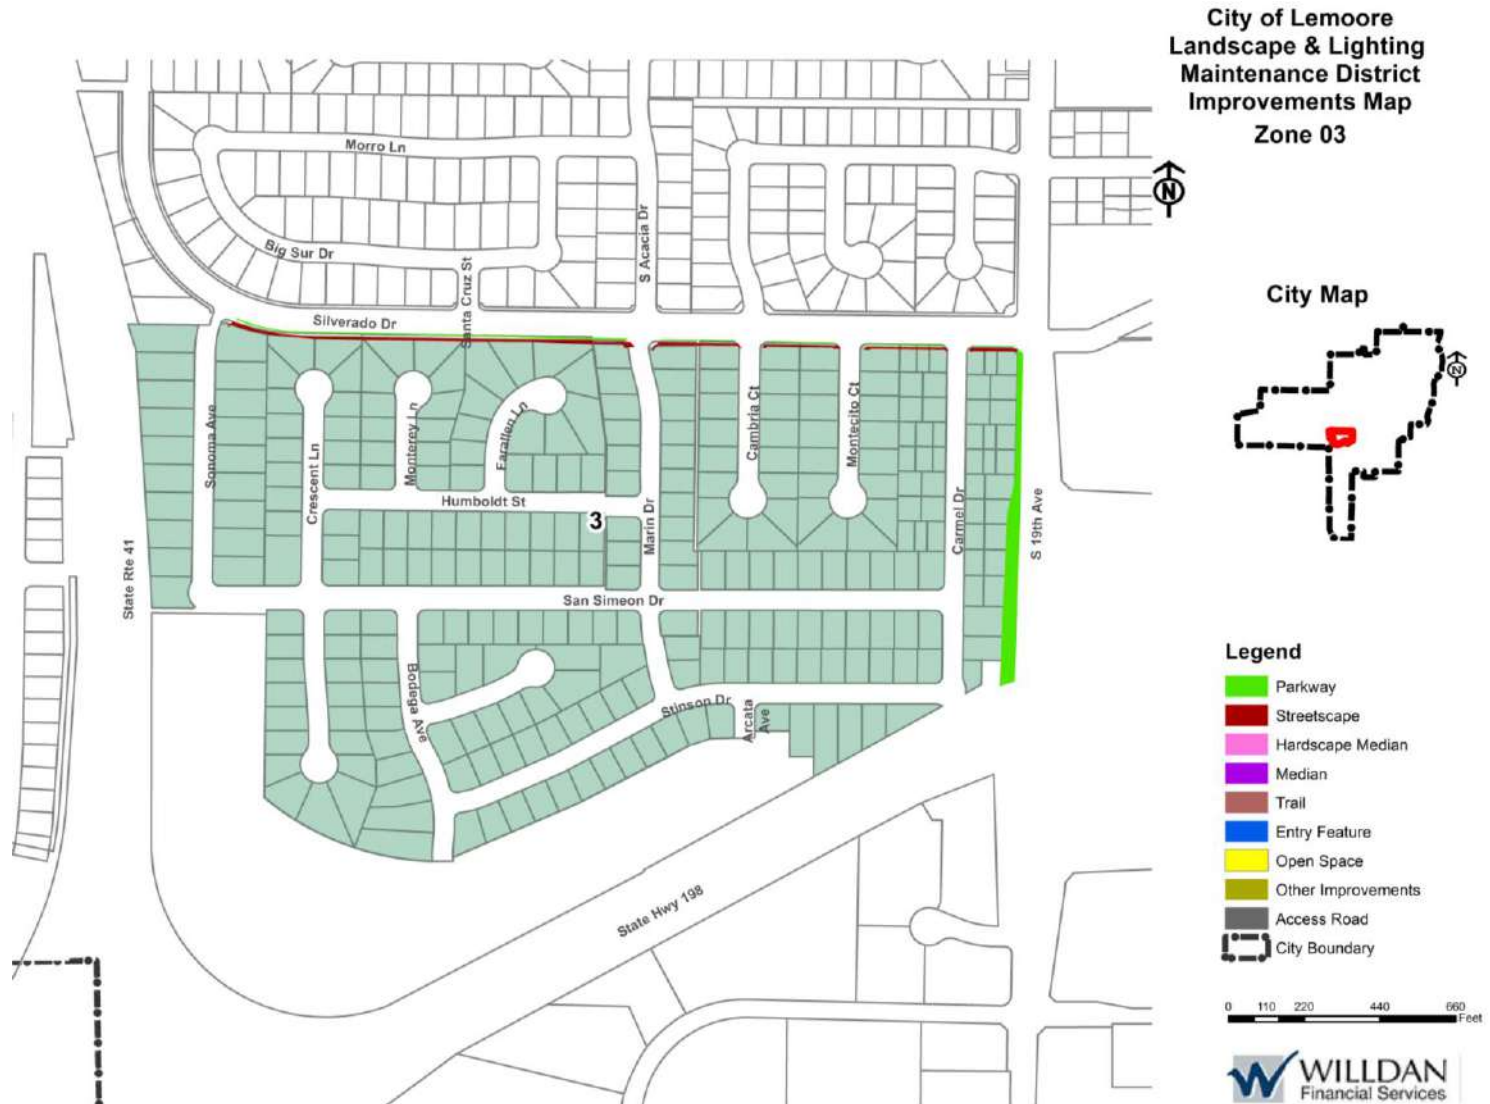 City of Lemoore
Landscape & Lighting
Maintenance District
Improvements Map
Zone 03
N
Morro Ln
Big Sur Dr
Santa Cruz St
S Acacia Dr
Silverado Dr
City Map
N
Sonoma Ave
Crescent Ln
Monterey Ln
Farallen Ln
Cambria Ct
Montecito Ct
Humboldt St
3
Marin Dr
Carmel Dr
S 19th Ave
State Rte 41
San Simeon Dr
Bodega Ave
Stinson Dr
Arcata
Ave
State Hwy 198
Legend
Parkway
Streetscape
Hardscape Median
Median
Trail
Entry Feature
Open Space
Other Improvements
Access Road
City Boundary
0 110 220 440 660
Feet
W WILLDAN
Financial Services